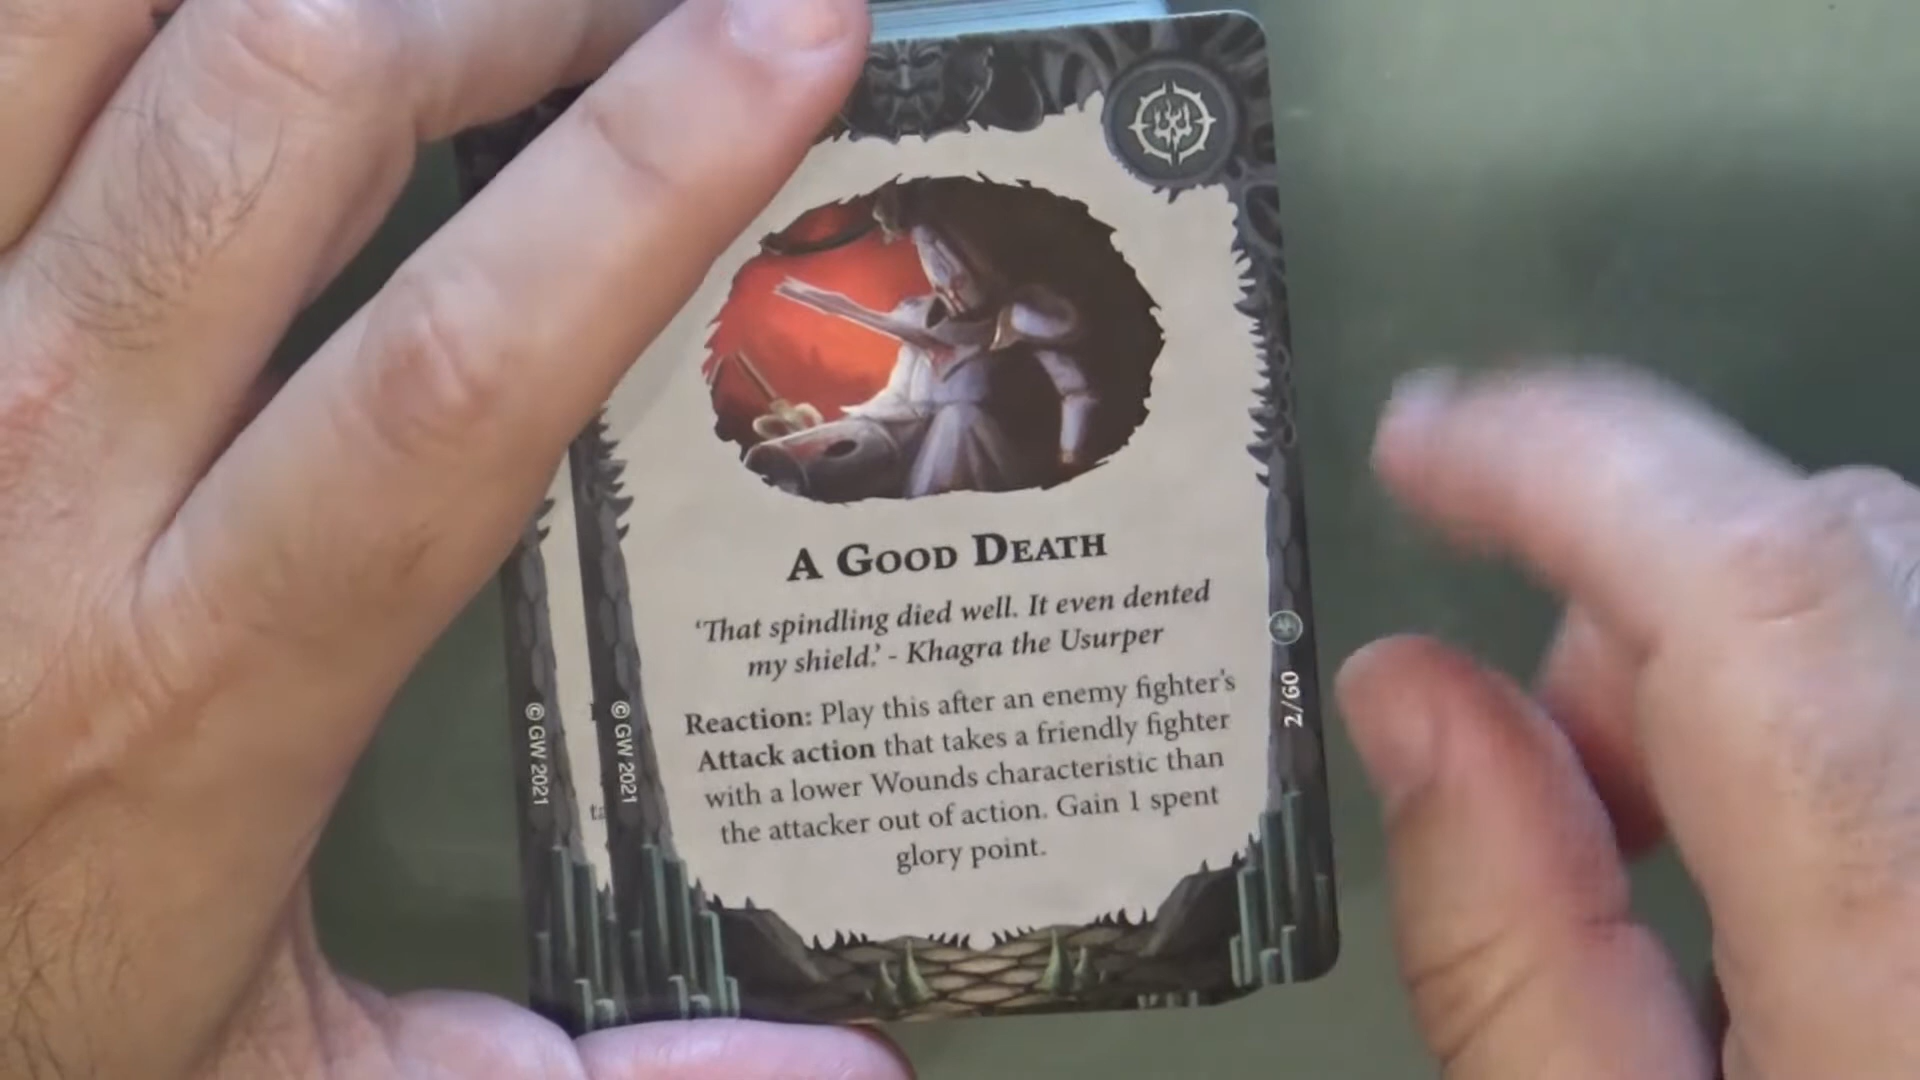 A Good Death
‘That spindling died well. It even dented
my shield.’ - Khagra the Usurper
Reaction: Play this after an enemy fighter's
Attack action that takes a friendly fighter
with a lower Wounds characteristic than
the attacker out of action. Gain 1 spent
glory point.
2/60
© GW 2021
© GW 2021